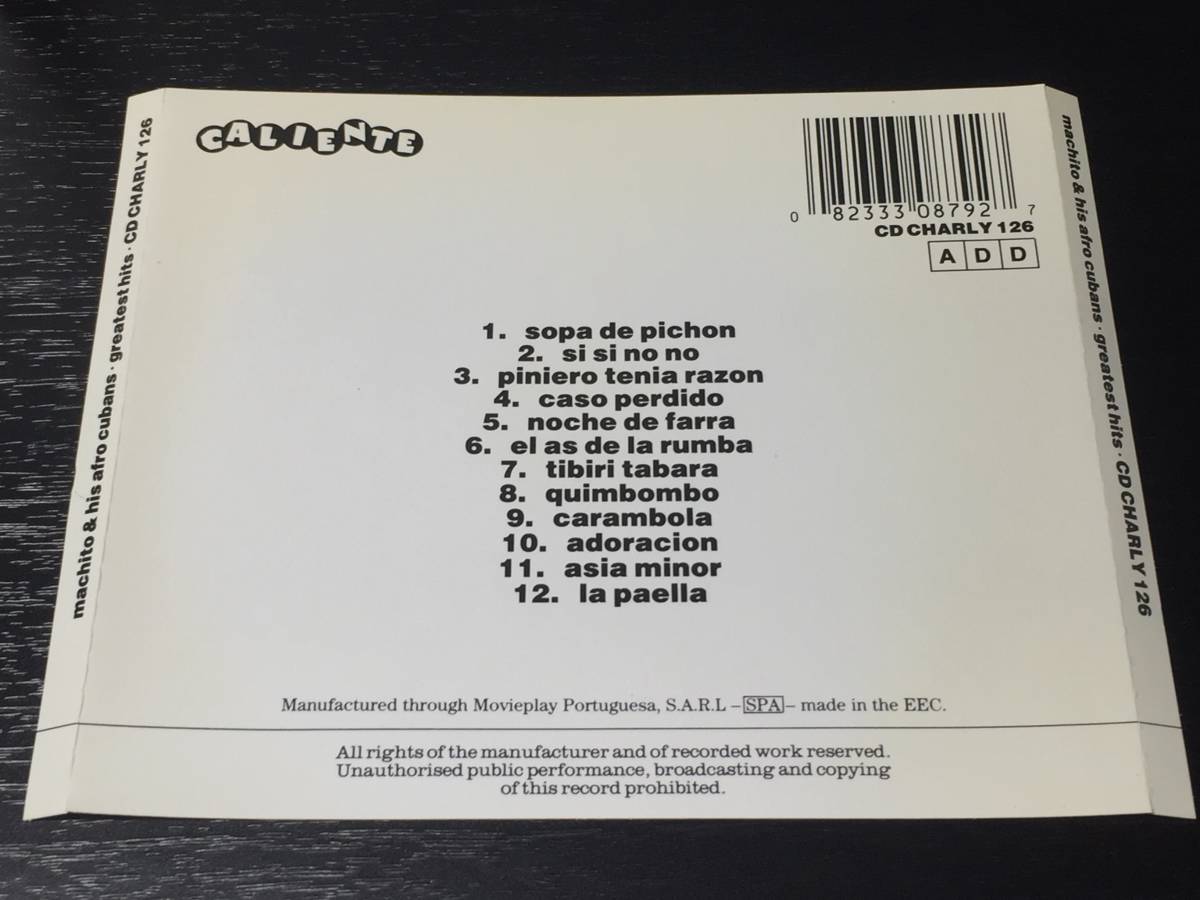 CALIENTE
0 82333 08792 7
CD CHARLY 126
A D D
1. sopa de pichon
2. si si no no
3. piniero tenia razon
4. caso perdido
5. noche de farra
6. el as de la rumba
7. tibiri tabara
8. quimbombo
9. carambola
10. adoracion
11. asia minor
12. la paella
Manufactured through Movieplay Portuguesa, S.A.R.L – SPA – made in the EEC.
All rights of the manufacturer and of recorded work reserved.
Unauthorised public performance, broadcasting and copying
of this record prohibited.
machito & his afro cubans · greatest hits · CD CHARLY 126
machito & his afro cubans · greatest hits · CD CHARLY 126